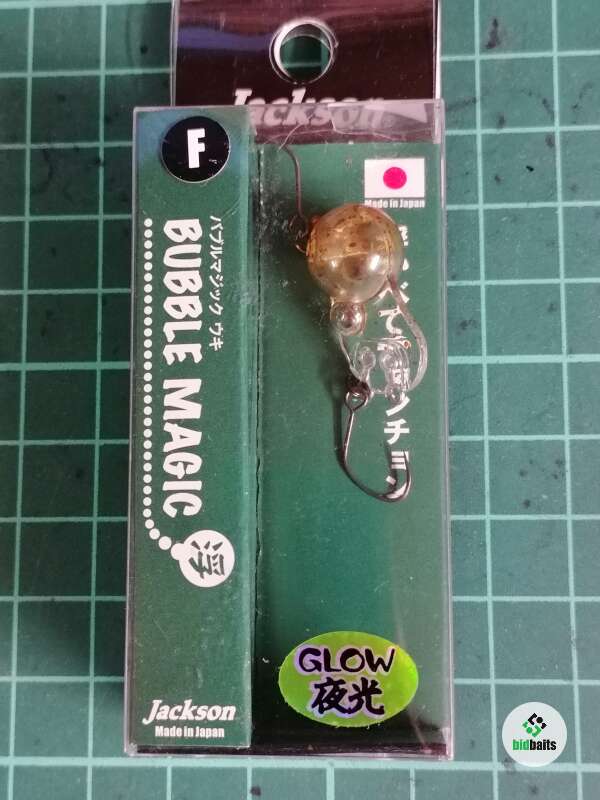 Jackson
F
Made in Japan
バブルマジック ウキ
BUBBLE MAGIC
浮
GLOW
夜光
Jackson
Made in Japan
bidbaits